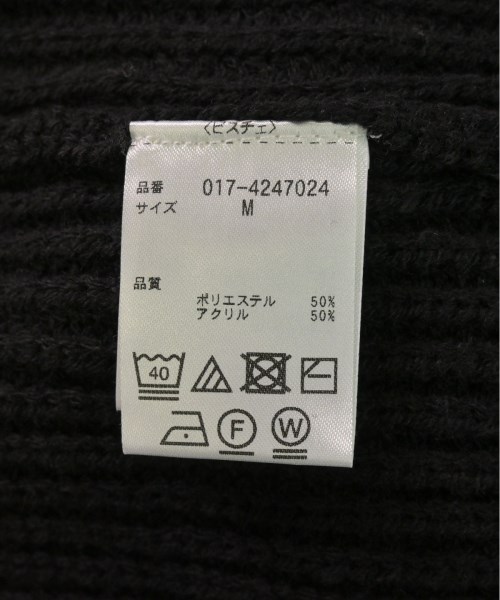 〈ビスチェ〉
品番 017-4247024
サイズ M
品質
ポリエステル 50%
アクリル 50%
40
F W